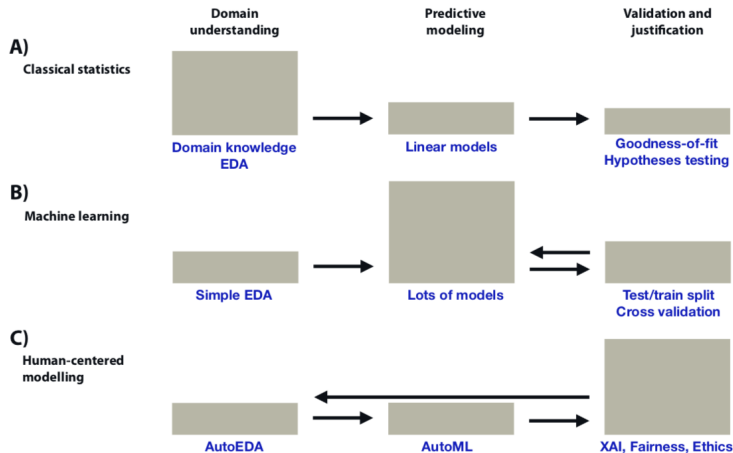 Domain
understanding
Predictive
modeling
Validation and
justification
A)
Classical statistics
Domain knowledge
EDA
Linear models
Goodness-of-fit
Hypotheses testing
B)
Machine learning
Simple EDA
Lots of models
Test/train split
Cross validation
C)
Human-centered
modelling
AutoEDA
AutoML
XAI, Fairness, Ethics